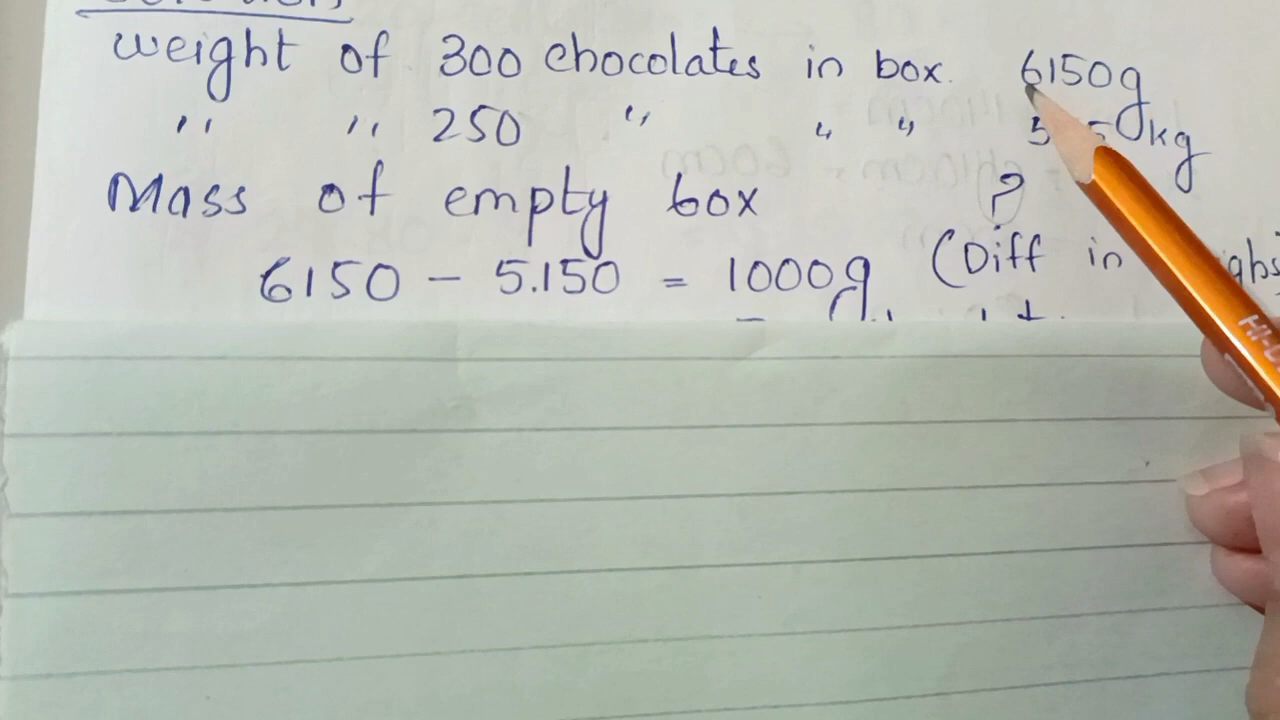 weight of 300 chocolates in box. 6150g
" " 250 " " " kg
Mass of empty box ?
6150 - 5.150 = 1000g (Diff in